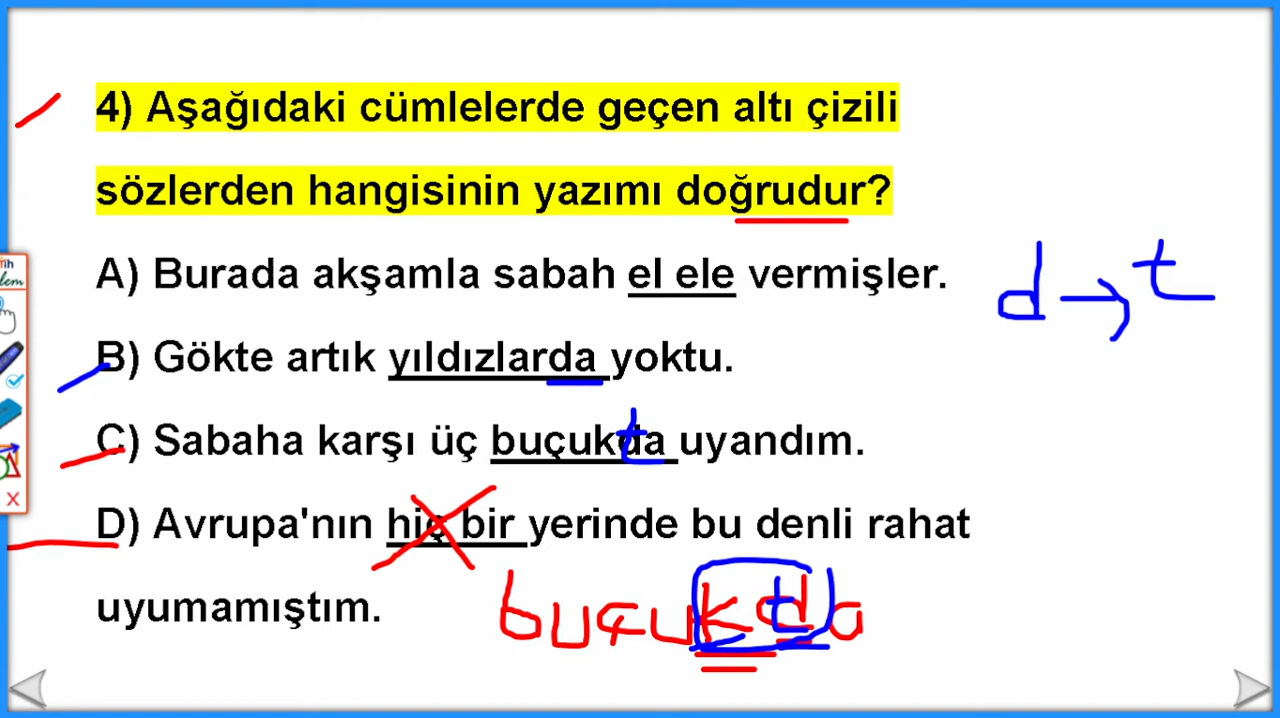 4) Aşağıdaki cümlelerde geçen altı çizili
sözlerden hangisinin yazımı doğrudur?
A) Burada akşamla sabah el ele vermişler.
d → t
B) Gökte artık yıldızlarda yoktu.
C) Sabaha karşı üç buçukda uyandım.
t
D) Avrupa'nın hiç bir yerinde bu denli rahat
uyumamıştım.
buçukda
t